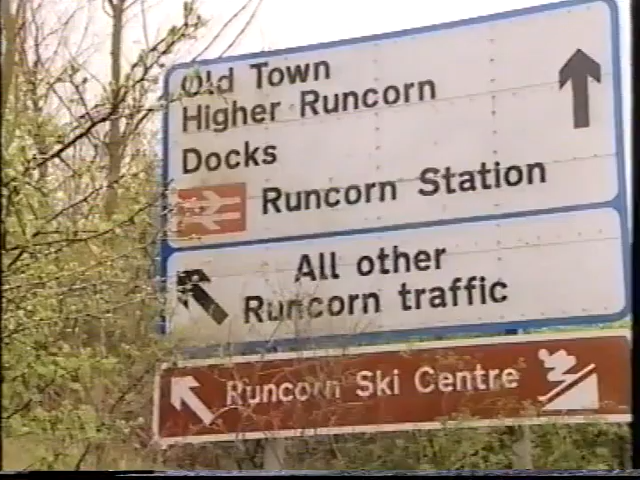 Old Town
Higher Runcorn
Docks
Runcorn Station
All other
Runcorn traffic
Runcorn Ski Centre